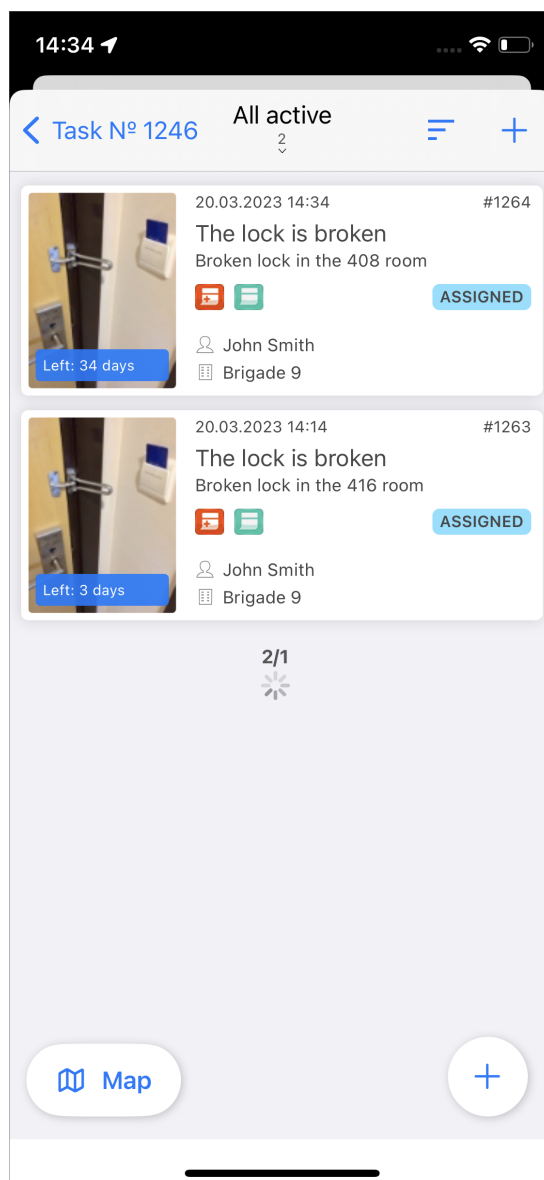 14:34
Task № 1246
All active
2
20.03.2023 14:34
#1264
The lock is broken
Broken lock in the 408 room
ASSIGNED
Left: 34 days
John Smith
Brigade 9
20.03.2023 14:14
#1263
The lock is broken
Broken lock in the 416 room
ASSIGNED
Left: 3 days
John Smith
Brigade 9
2/1
Map